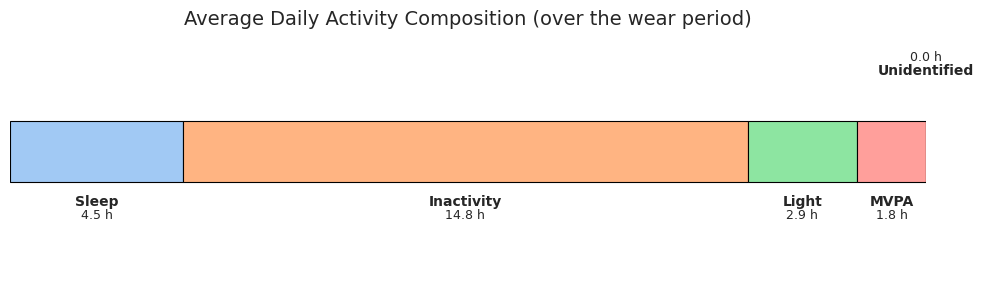 Average Daily Activity Composition (over the wear period)
0.0 h
Unidentified
Sleep
4.5 h
Inactivity
14.8 h
Light
2.9 h
MVPA
1.8 h